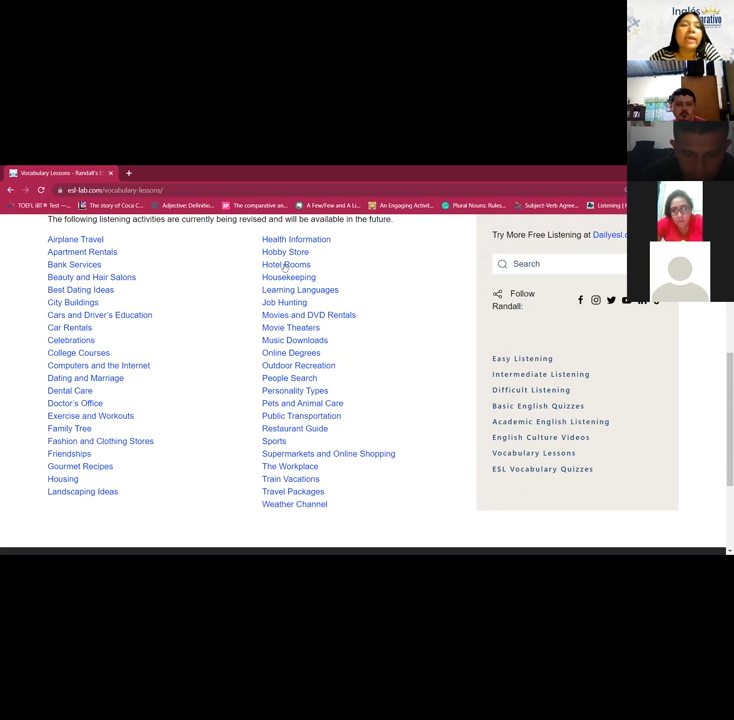 Inglés
orativo
Vocabulary Lessons - Randall's E
esl-lab.com/vocabulary-lessons/
TOEFL iBT® Test —...
The story of Coca C...
Adjective: Definitio...
The comparative an...
A Few/Few and A Li...
An Engaging Activit...
Plural Nouns: Rules...
Subject-Verb Agree...
Listening |
The following listening activities are currently being revised and will be available in the future.
Airplane Travel
Apartment Rentals
Bank Services
Beauty and Hair Salons
Best Dating Ideas
City Buildings
Cars and Driver's Education
Car Rentals
Celebrations
College Courses
Computers and the Internet
Dating and Marriage
Dental Care
Doctor's Office
Exercise and Workouts
Family Tree
Fashion and Clothing Stores
Friendships
Gourmet Recipes
Housing
Landscaping Ideas
Health Information
Hobby Store
Hotel Rooms
Housekeeping
Learning Languages
Job Hunting
Movies and DVD Rentals
Movie Theaters
Music Downloads
Online Degrees
Outdoor Recreation
People Search
Personality Types
Pets and Animal Care
Public Transportation
Restaurant Guide
Sports
Supermarkets and Online Shopping
The Workplace
Train Vacations
Travel Packages
Weather Channel
Try More Free Listening at Dailyesl.c
Search
Follow
Randall:
Easy Listening
Intermediate Listening
Difficult Listening
Basic English Quizzes
Academic English Listening
English Culture Videos
Vocabulary Lessons
ESL Vocabulary Quizzes